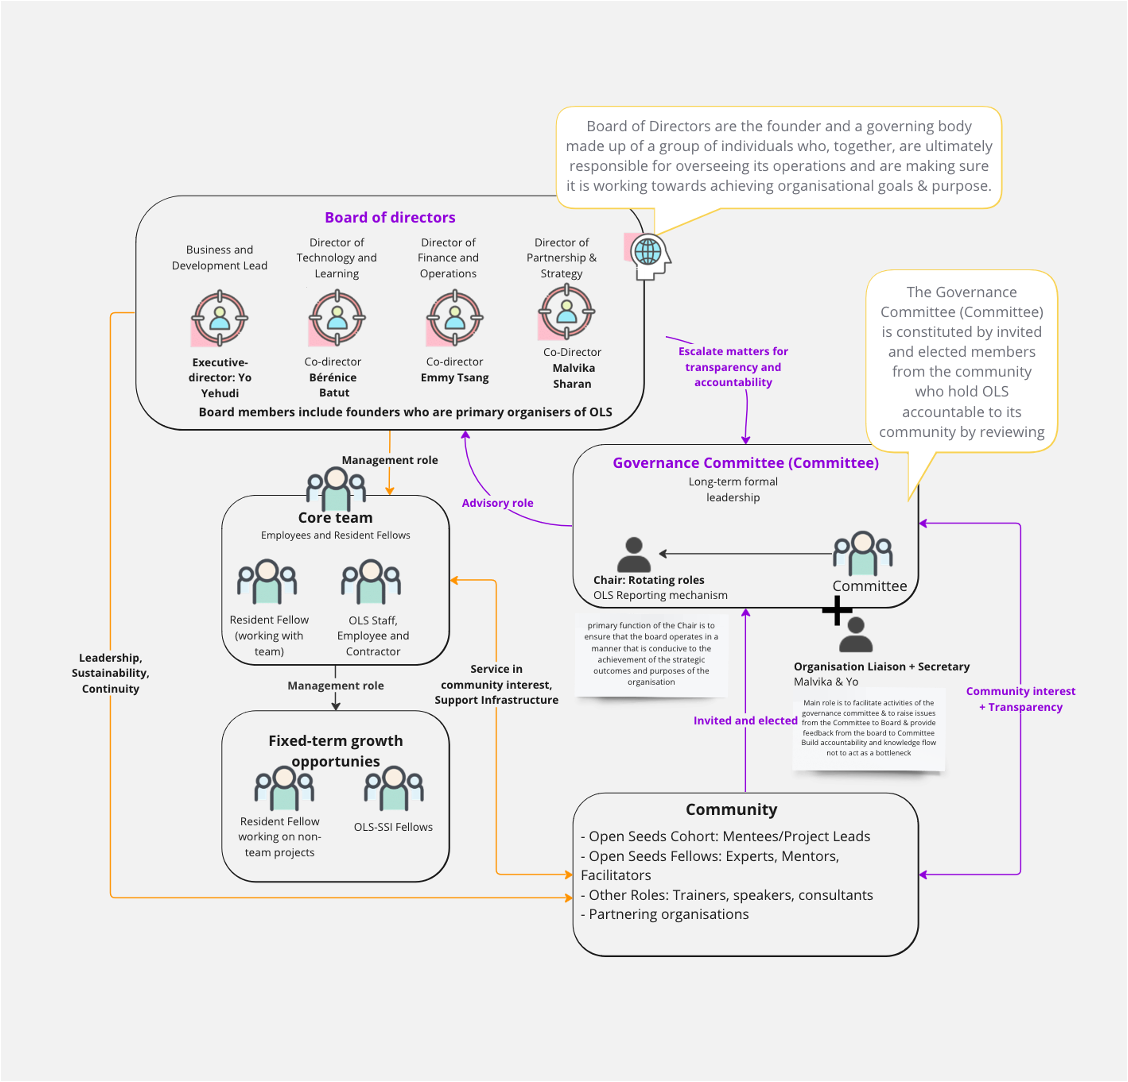 Board of Directors are the founder and a governing body
made up of a group of individuals who, together, are ultimately
responsible for overseeing its operations and are making sure
it is working towards achieving organisational goals & purpose.
Board of directors
Business and
Development Lead
Director of
Technology and
Learning
Director of
Finance and
Operations
Director of
Partnership &
Strategy
Executive-
director: Yo
Yehudi
Co-director
Bérénice
Batut
Co-director
Emmy Tsang
Co-Director
Malvika
Sharan
Board members include founders who are primary organisers of OLS
The Governance
Committee (Committee)
is constituted by invited
and elected members
from the community
who hold OLS
accountable to its
community by reviewing
Escalate matters for
transparency and
accountability
Management role
Advisory role
Governance Committee (Committee)
Long-term formal
leadership
Chair: Rotating roles
OLS Reporting mechanism
Committee
primary function of the Chair is to
ensure that the board operates in a
manner that is conducive to the
achievement of the strategic
outcomes and purposes of the
organisation
Organisation Liaison + Secretary
Malvika & Yo
Main role is to facilitate activities of the
governance committee & to raise issues
from the Committee to Board & provide
feedback from the board to Committee
Build accountability and knowledge flow
not to act as a bottleneck
Core team
Employees and Resident Fellows
Resident Fellow
(working with
team)
OLS Staff,
Employee and
Contractor
Leadership,
Sustainability,
Continuity
Management role
Service in
community interest,
Support Infrastructure
Invited and elected
Community interest
+ Transparency
Fixed-term growth
opportunies
Resident Fellow
working on non-
team projects
OLS-SSI Fellows
Community
- Open Seeds Cohort: Mentees/Project Leads
- Open Seeds Fellows: Experts, Mentors,
Facilitators
- Other Roles: Trainers, speakers, consultants
- Partnering organisations